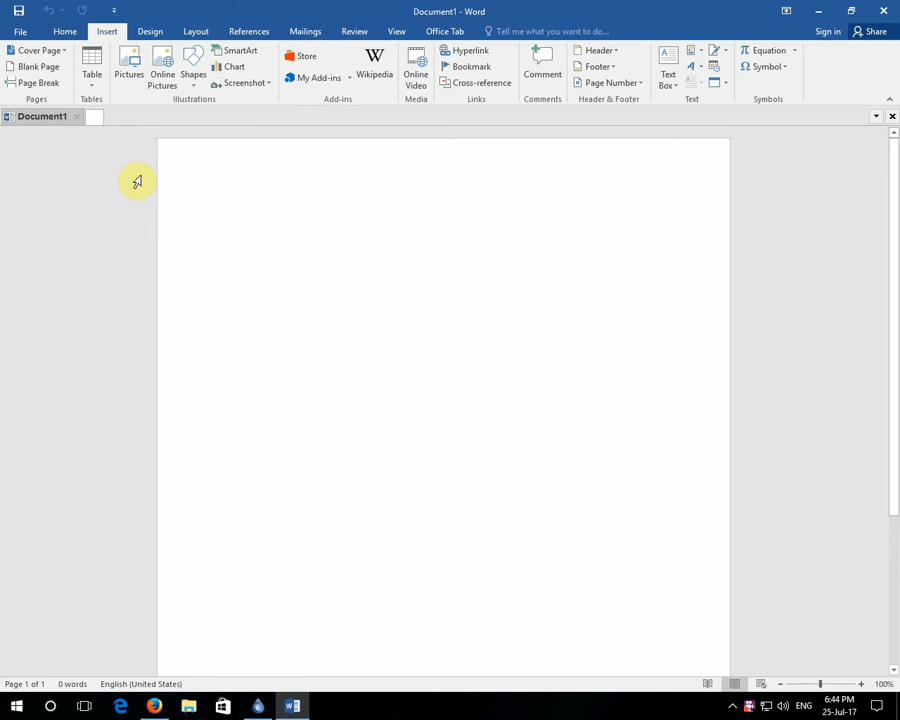 Document1 - Word
File Home Insert Design Layout References Mailings Review View Office Tab Tell me what you want to do... Sign in Share
Cover Page
Blank Page
Page Break
Pages
Table
Tables
Pictures
Online
Pictures
Shapes
SmartArt
Chart
Screenshot
Illustrations
Store
My Add-ins
Wikipedia
Add-ins
Online
Video
Media
Hyperlink
Bookmark
Cross-reference
Links
Comment
Comments
Header
Footer
Page Number
Header & Footer
Text
Box
Text
Equation
Symbol
Symbols
Document1
Page 1 of 1 0 words English (United States) 100%
ENG
6:44 PM
25-Jul-17